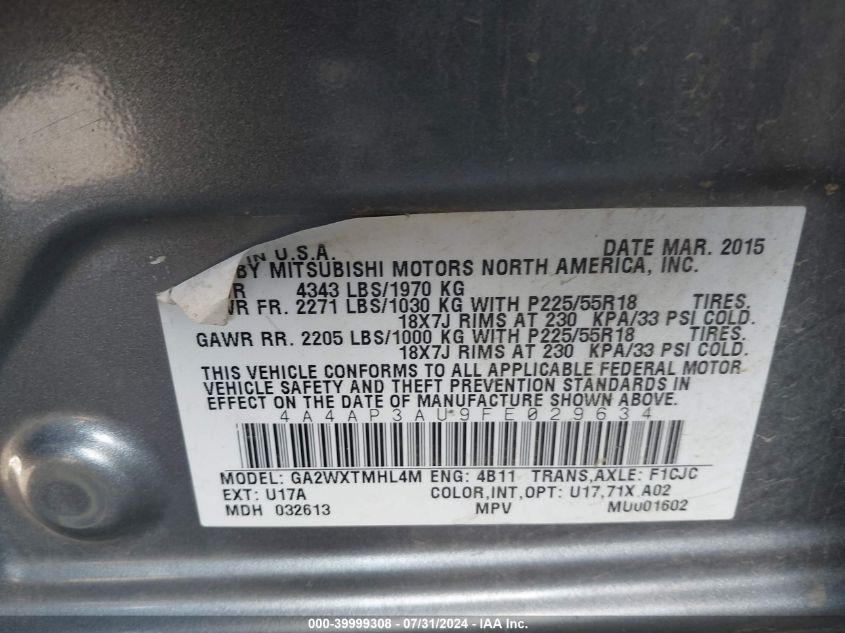 IN U.S.A. DATE MAR. 2015
BY MITSUBISHI MOTORS NORTH AMERICA, INC.
R 4343 LBS/1970 KG
WR FR. 2271 LBS/1030 KG WITH P225/55R18 TIRES.
18X7J RIMS AT 230 KPA/33 PSI COLD.
GAWR RR. 2205 LBS/1000 KG WITH P225/55R18 TIRES.
18X7J RIMS AT 230 KPA/33 PSI COLD.
THIS VEHICLE CONFORMS TO ALL APPLICABLE FEDERAL MOTOR
VEHICLE SAFETY AND THEFT PREVENTION STANDARDS IN
EFFECT ON THE DATE OF MANUFACTURE SHOWN ABOVE.
4A4AP3AU9FE029634
MODEL: GA2WXTMHL4M ENG: 4B11 TRANS,AXLE: F1CJC
EXT: U17A COLOR,INT,OPT: U17,71X A02
MDH 032613 MPV MU001602
000-39999308 - 07/31/2024 - IAA Inc.